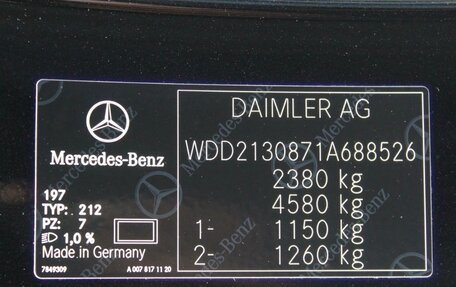 Mercedes-Benz
197
TYP: 212
PZ: 7
1,0 %
Made in Germany
7849309
A 007 817 11 20
DAIMLER AG
WDD2130871A688526
2380 kg
4580 kg
1- 1150 kg
2- 1260 kg